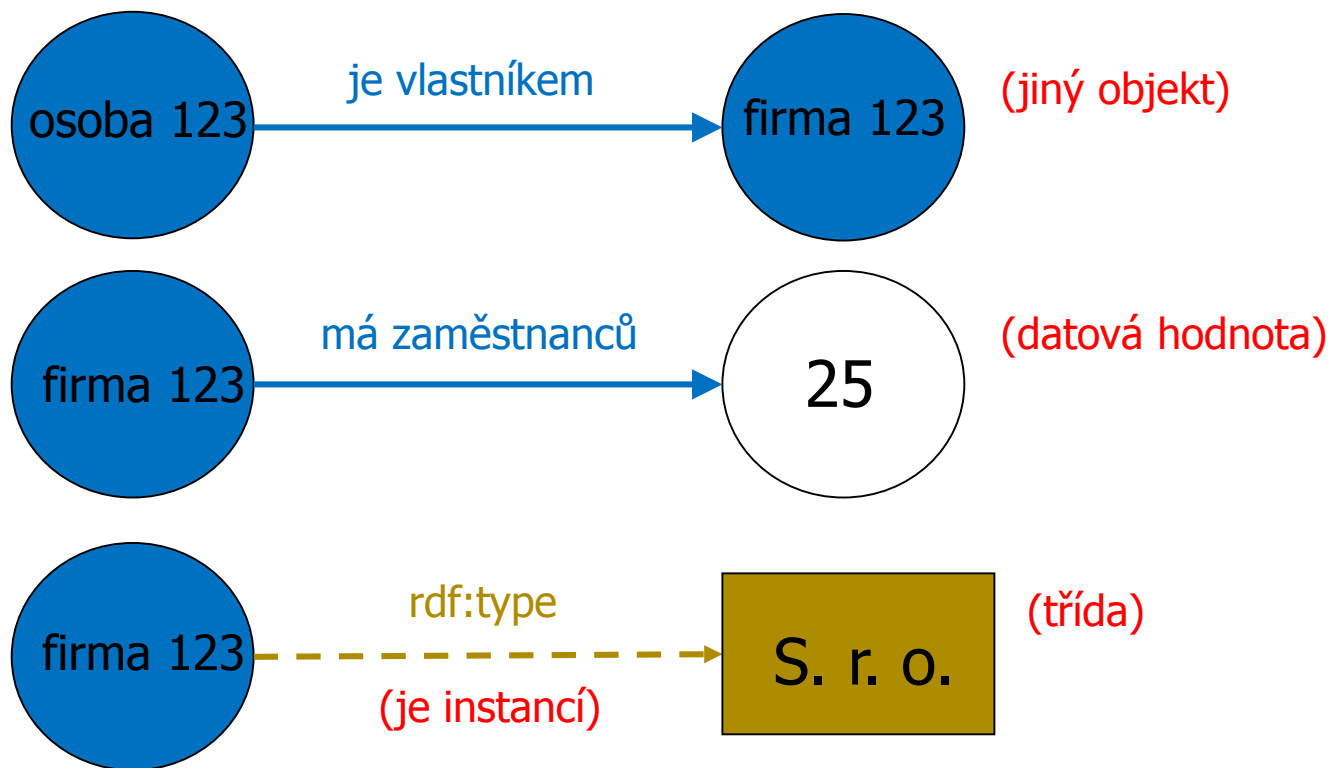 osoba 123
je vlastníkem
firma 123
(jiný objekt)
firma 123
má zaměstnanců
25
(datová hodnota)
firma 123
rdf:type
(je instancí)
S. r. o.
(třída)